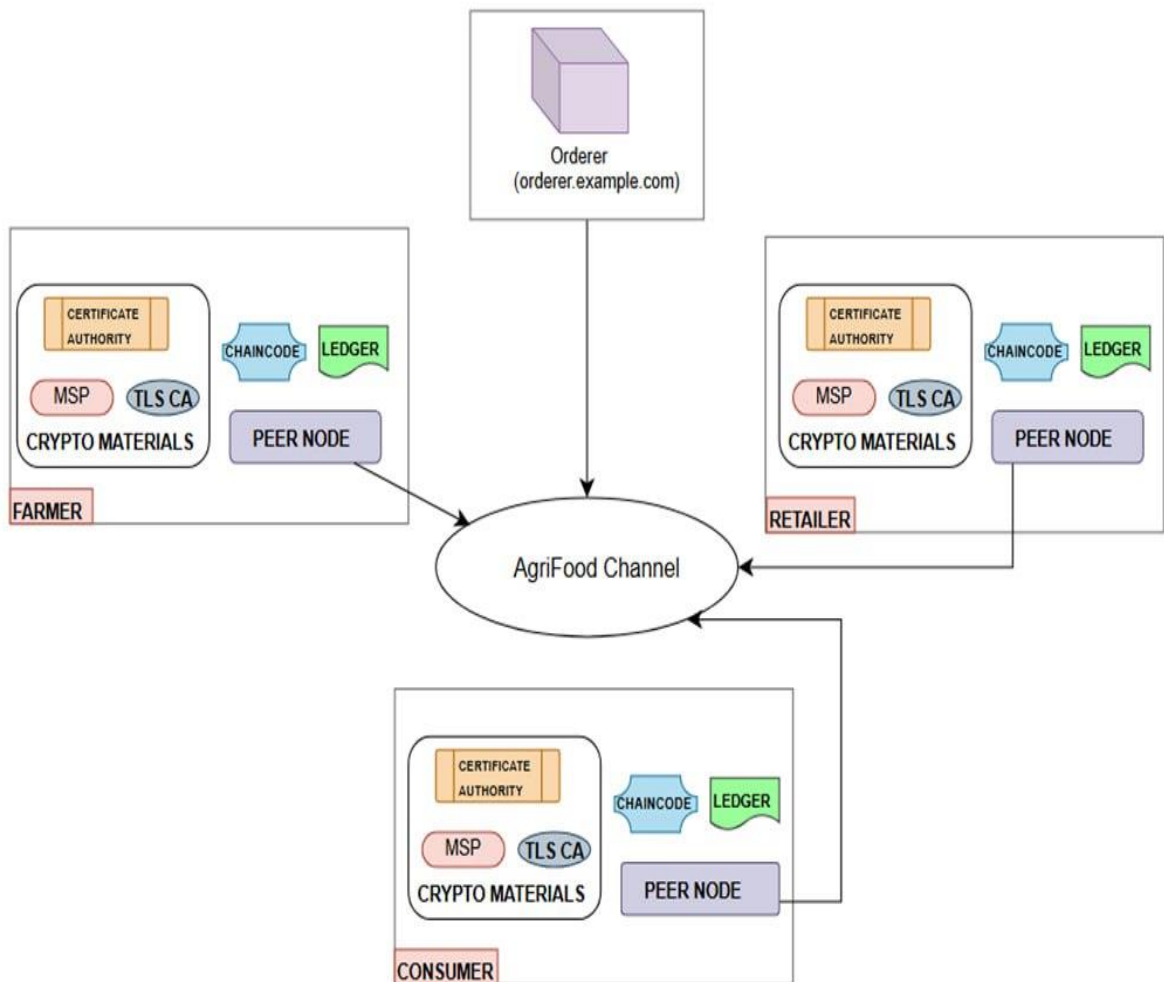 Orderer
(orderer.example.com)
CERTIFICATE
AUTHORITY
CHAINCODE
LEDGER
MSP
TLS CA
CRYPTO MATERIALS
PEER NODE
FARMER
CERTIFICATE
AUTHORITY
CHAINCODE
LEDGER
MSP
TLS CA
CRYPTO MATERIALS
PEER NODE
RETAILER
AgriFood Channel
CERTIFICATE
AUTHORITY
CHAINCODE
LEDGER
MSP
TLS CA
CRYPTO MATERIALS
PEER NODE
CONSUMER